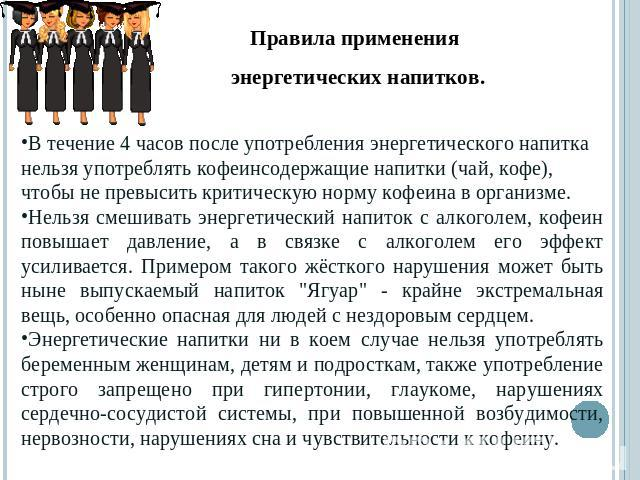 Правила применения
энергетических напитков.
•В течение 4 часов после употребления энергетического напитка
нельзя употреблять кофеинсодержащие напитки (чай, кофе),
чтобы не превысить критическую норму кофеина в организме.
•Нельзя смешивать энергетический напиток с алкоголем, кофеин
повышает давление, а в связке с алкоголем его эффект
усиливается. Примером такого жёсткого нарушения может быть
ныне выпускаемый напиток "Ягуар" - крайне экстремальная
вещь, особенно опасная для людей с нездоровым сердцем.
•Энергетические напитки ни в коем случае нельзя употреблять
беременным женщинам, детям и подросткам, также употребление
строго запрещено при гипертонии, глаукоме, нарушениях
сердечно-сосудистой системы, при повышенной возбудимости,
нервозности, нарушениях сна и чувствительности к кофеину.